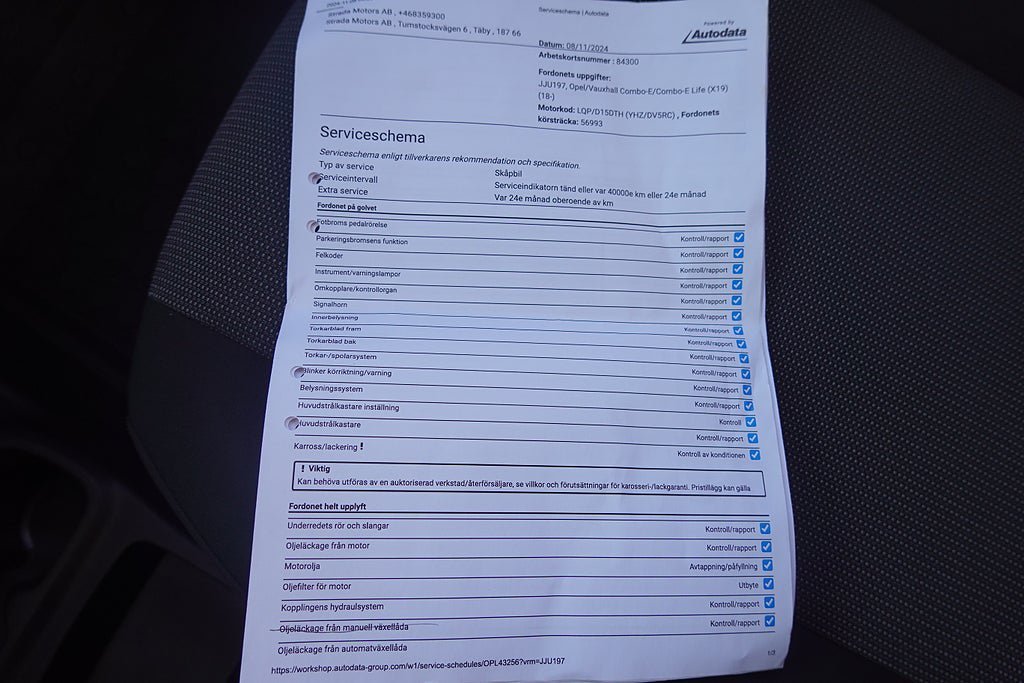 Strada Motors AB , +468359300
Strada Motors AB , Tumstocksvägen 6 , Täby , 187 66
Serviceschema | Autodata
Powered by
Autodata
Datum: 08/11/2024
Arbetskortsnummer : 84300
Fordonets uppgifter:
JJU197, Opel/Vauxhall Combo-E/Combo-E Life (X19)
(18-)
Motorkod: LQP/D15DTH (YHZ/DV5RC) , Fordonets
körsträcka: 56993
Serviceschema
Serviceschema enligt tillverkarens rekommendation och specifikation.
Typ av service Skåpbil
Serviceintervall Serviceindikatorn tänd eller var 40000e km eller 24e månad
Extra service Var 24e månad oberoende av km
Fordonet på golvet
Fotbroms pedalrörelse Kontroll/rapport
Parkeringsbromsens funktion Kontroll/rapport
Felkoder Kontroll/rapport
Instrument/varningslampor Kontroll/rapport
Omkopplare/kontrollorgan Kontroll/rapport
Signalhorn Kontroll/rapport
Innerbelysning Kontroll/rapport
Torkarblad fram Kontroll/rapport
Torkarblad bak Kontroll/rapport
Torkar-/spolarsystem Kontroll/rapport
Blinker körriktning/varning Kontroll/rapport
Belysningssystem Kontroll/rapport
Huvudstrålkastare inställning Kontroll
Huvudstrålkastare Kontroll/rapport
Karross/lackering ! Kontroll av konditionen
! Viktig
Kan behöva utföras av en auktoriserad verkstad/återförsäljare, se villkor och förutsättningar för karosseri-/lackgaranti. Pristillägg kan gälla
Fordonet helt upplyft
Underredets rör och slangar Kontroll/rapport
Oljeläckage från motor Kontroll/rapport
Motorolja Avtappning/påfyllning
Oljefilter för motor Utbyte
Kopplingens hydraulsystem Kontroll/rapport
Oljeläckage från manuell växellåda Kontroll/rapport
Oljeläckage från automatväxellåda
https://workshop.autodata-group.com/w1/service-schedules/OPL43256?vrm=JJU197
1/3